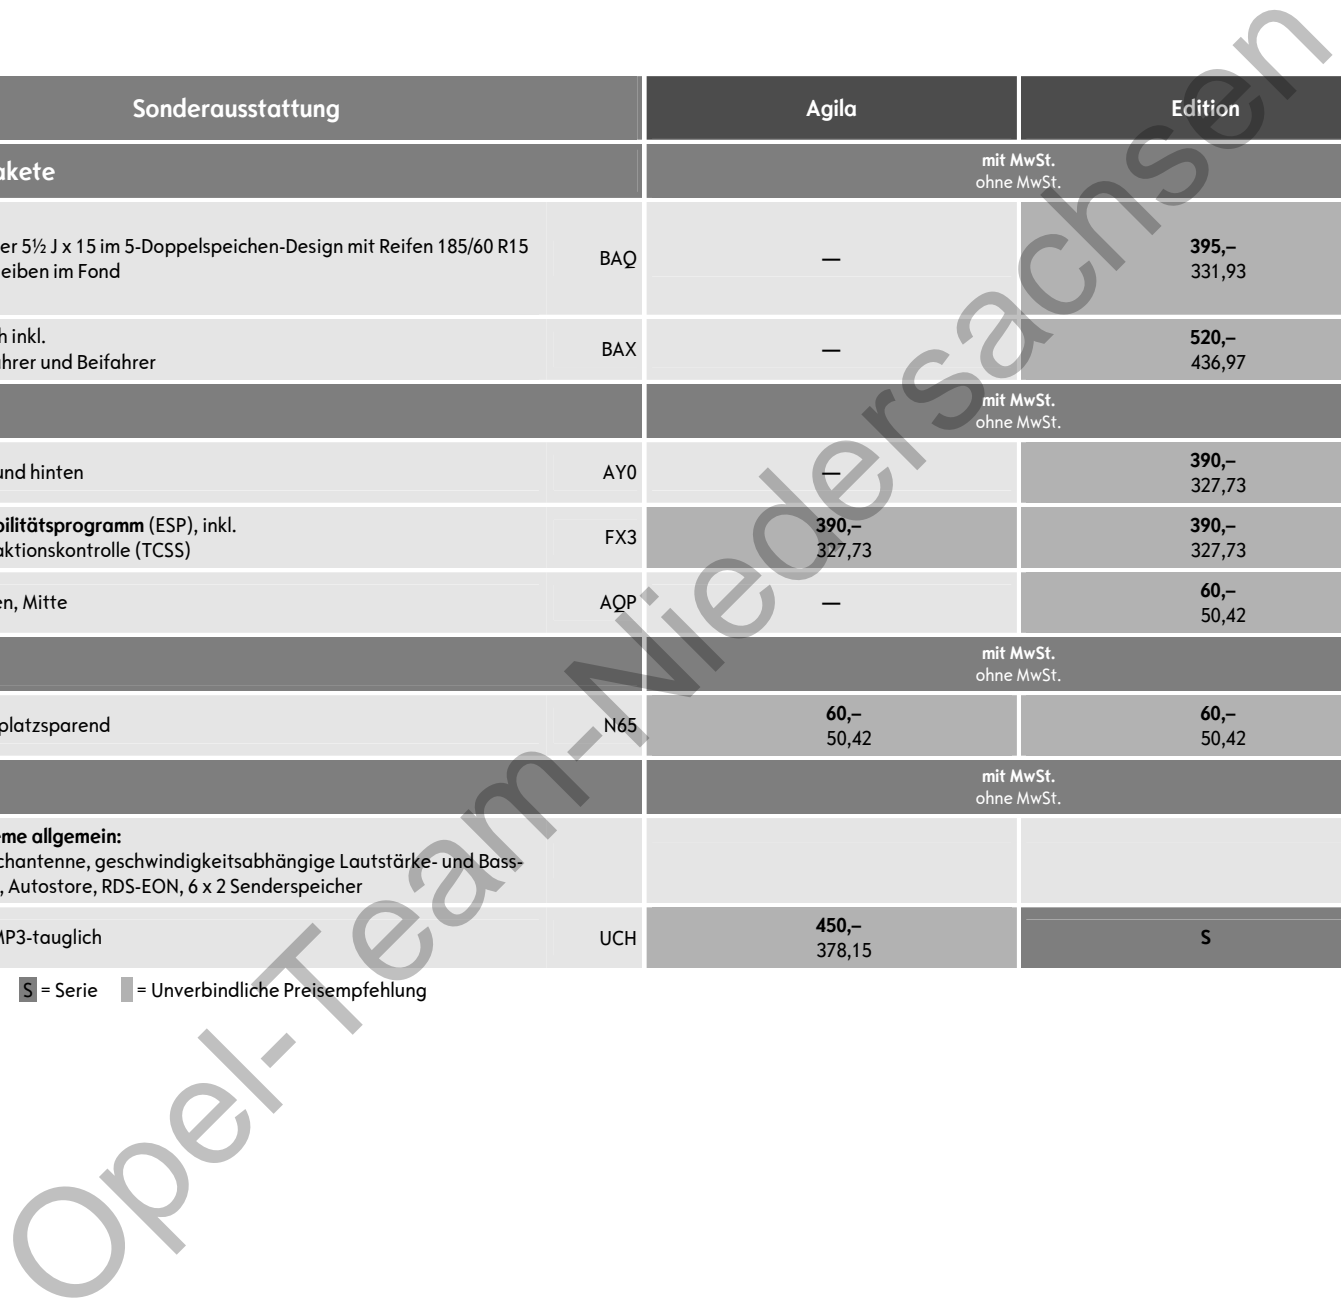 Sonderausstattung Agila Edition
akete mit MwSt.
ohne MwSt.
er 5½ J x 15 im 5-Doppelspeichen-Design mit Reifen 185/60 R15 BAQ — 395,–
eiben im Fond 331,93
h inkl. BAX — 520,–
hrer und Beifahrer 436,97
mit MwSt.
ohne MwSt.
und hinten AY0 — 390,–
327,73
bilitätsprogramm (ESP), inkl. FX3 390,– 390,–
aktionskontrolle (TCSS) 327,73 327,73
en, Mitte AQP — 60,–
50,42
mit MwSt.
ohne MwSt.
platzsparend N65 60,– 60,–
50,42 50,42
mit MwSt.
ohne MwSt.
eme allgemein:
chantenne, geschwindigkeitsabhängige Lautstärke- und Bass-
, Autostore, RDS-EON, 6 x 2 Senderspeicher
MP3-tauglich UCH 450,– S
378,15
S = Serie = Unverbindliche Preisempfehlung
Opel-Team-Niedersachsen